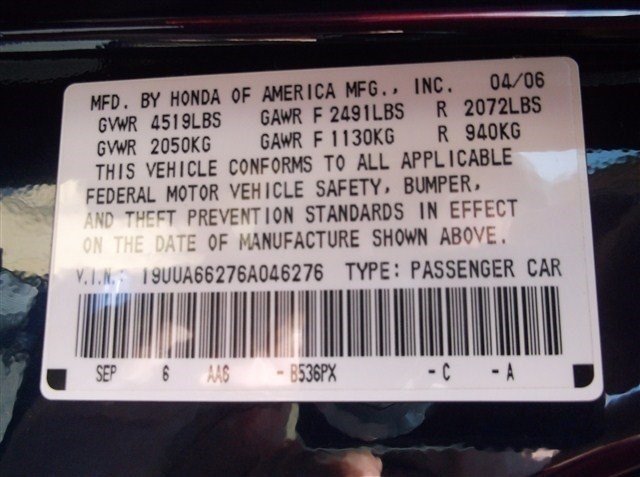 MFD. BY HONDA OF AMERICA MFG., INC. 04/06
GVWR 4519LBS GAWR F 2491LBS R 2072LBS
GVWR 2050KG GAWR F 1130KG R 940KG
THIS VEHICLE CONFORMS TO ALL APPLICABLE
FEDERAL MOTOR VEHICLE SAFETY, BUMPER,
AND THEFT PREVENTION STANDARDS IN EFFECT
ON THE DATE OF MANUFACTURE SHOWN ABOVE.
V.I.N.: 19UUA66276A046276 TYPE: PASSENGER CAR
SEP 6 AA6 - B536PX - C - A